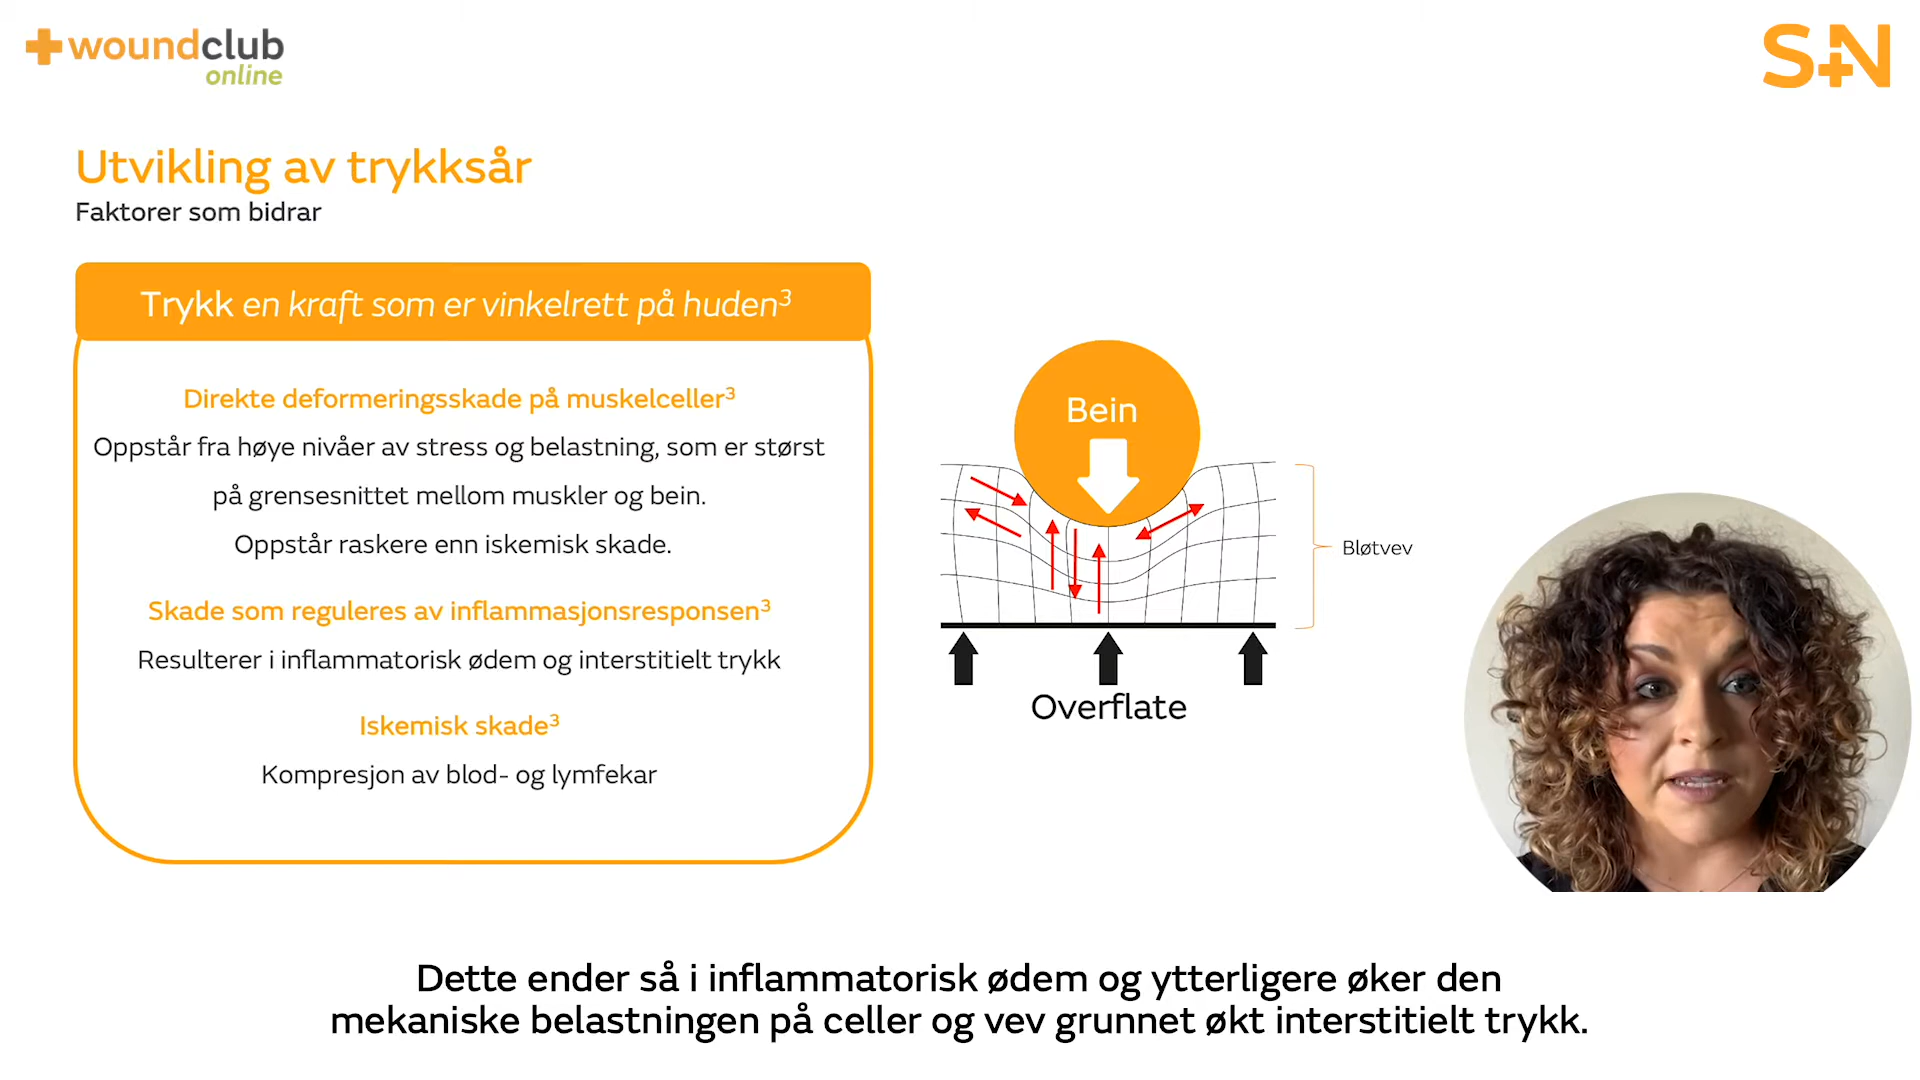 woundclub
online
S+N
Utvikling av trykksår
Faktorer som bidrar
Trykk en kraft som er vinkelrett på huden³
Direkte deformeringsskade på muskelceller³
Oppstår fra høye nivåer av stress og belastning, som er størst
på grensesnittet mellom muskler og bein.
Oppstår raskere enn iskemisk skade.
Skade som reguleres av inflammasjonsresponsen³
Resulterer i inflammatorisk ødem og interstitielt trykk
Iskemisk skade³
Kompresjon av blod- og lymfekar
Bein
Bløtvev
Overflate
Dette ender så i inflammatorisk ødem og ytterligere øker den
mekaniske belastningen på celler og vev grunnet økt interstitielt trykk.